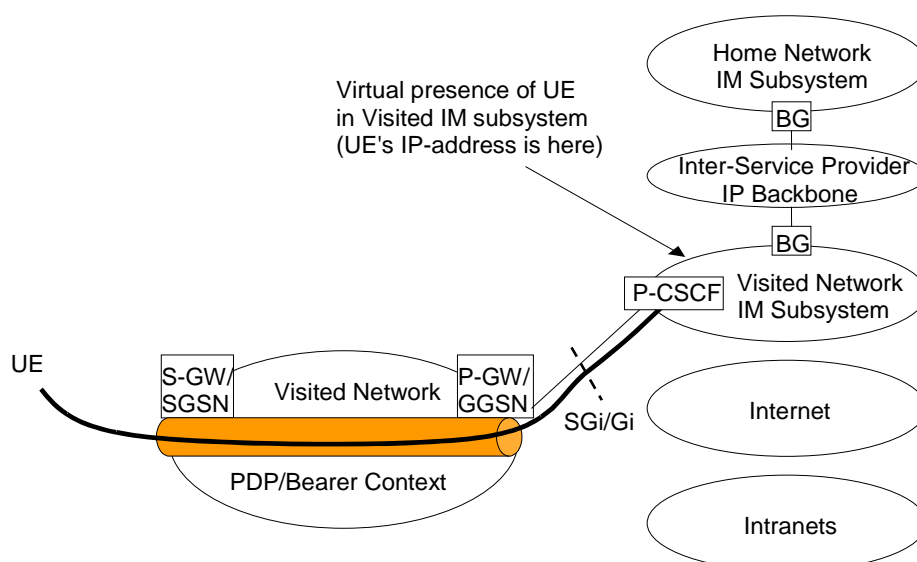 Home Network
IM Subsystem
BG
Virtual presence of UE
in Visited IM subsystem
(UE's IP-address is here)
Inter-Service Provider
IP Backbone
BG
P-CSCF
Visited Network
IM Subsystem
UE
S-GW/
SGSN
Visited Network
P-GW/
GGSN
SGi/Gi
Internet
PDP/Bearer Context
Intranets